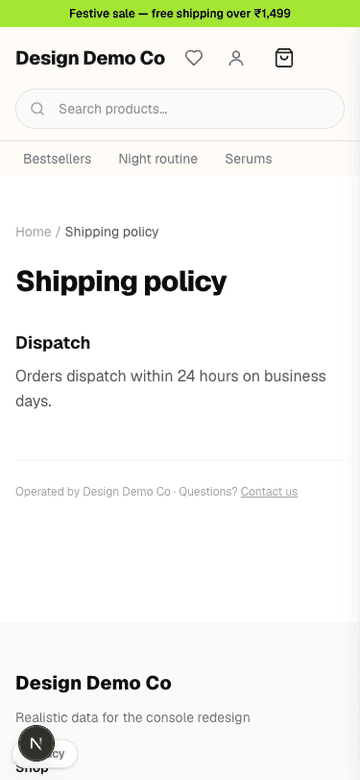 Festive sale — free shipping over ₹1,499
Design Demo Co
Search products...
Bestsellers Night routine Serums
Home / Shipping policy
Shipping policy
Dispatch
Orders dispatch within 24 hours on business
days.
Operated by Design Demo Co · Questions? Contact us
Design Demo Co
Realistic data for the console redesign
N
Shop